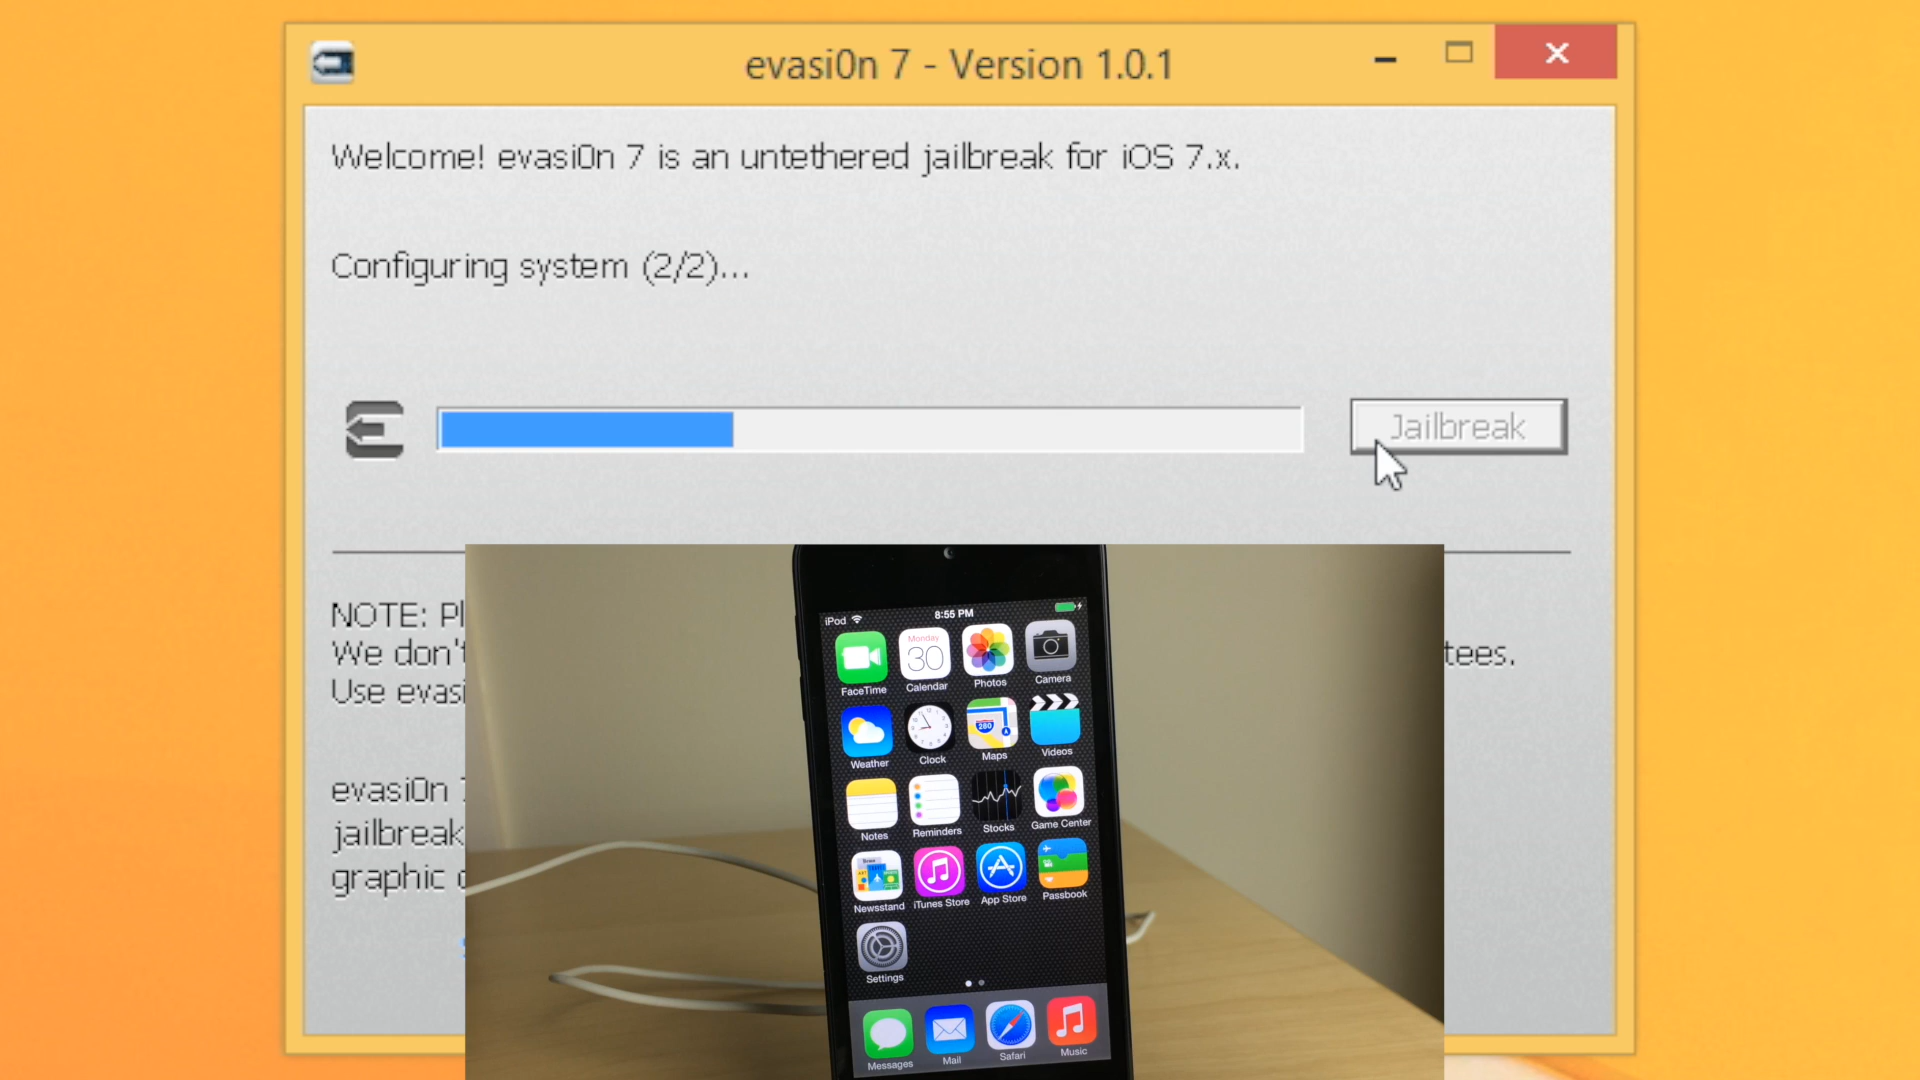 evasi0n 7 - Version 1.0.1
Welcome! evasi0n 7 is an untethered jailbreak for iOS 7.x.
Configuring system (2/2)...
Jailbreak
NOTE: Pl
We don't
tees.
Use evasi
evasi0n 7
jailbreak
graphic
iPod
8:55 PM
Monday
30
FaceTime
Calendar
Photos
Camera
280
Weather
Clock
Maps
Videos
Notes
Reminders
Stocks
Game Center
Newsstand
iTunes Store
App Store
Passbook
Settings
Messages
Mail
Safari
Music